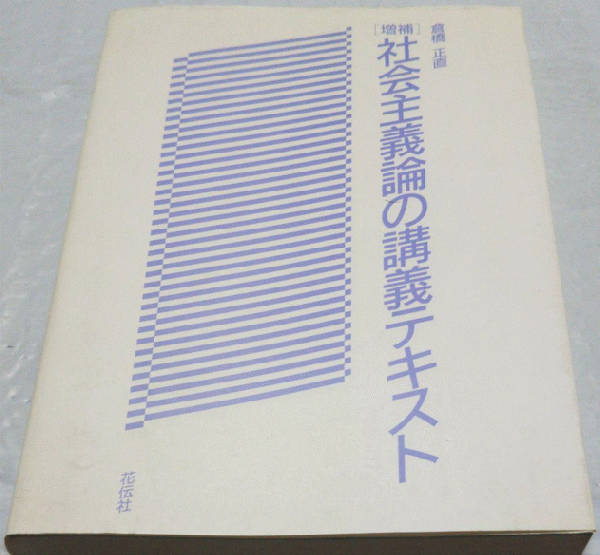 倉橋 正直
［増補］
社会主義論の講義テキスト
花伝社